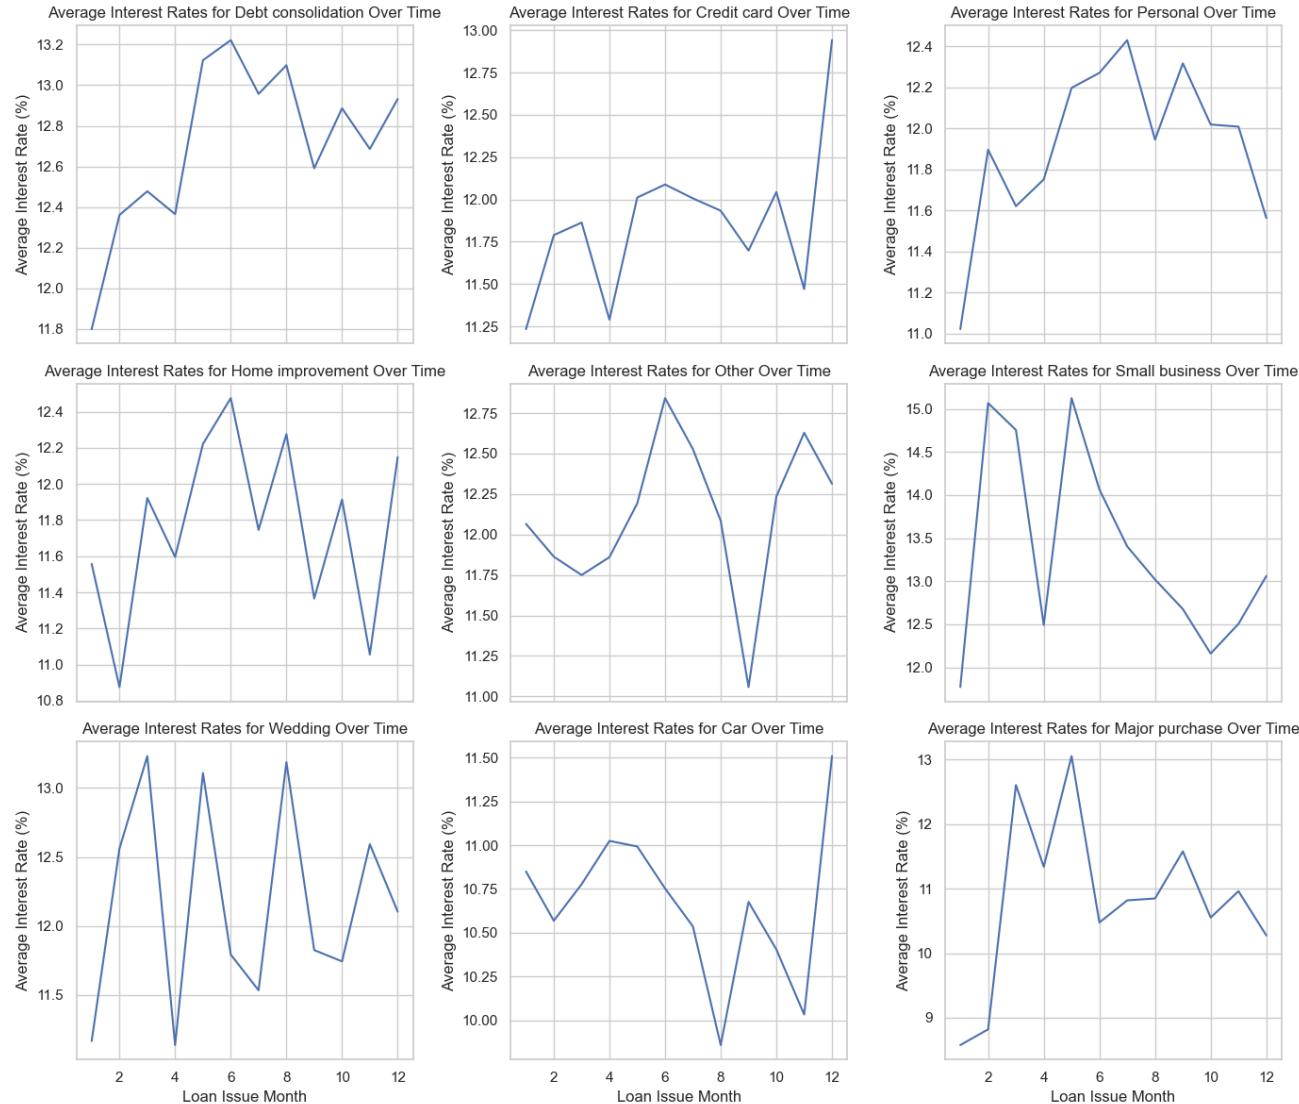 Average Interest Rates for Debt consolidation Over Time
Average Interest Rate (%)
13.2
13.0
12.8
12.6
12.4
12.2
12.0
11.8
Average Interest Rates for Credit card Over Time
Average Interest Rate (%)
13.00
12.75
12.50
12.25
12.00
11.75
11.50
11.25
Average Interest Rates for Personal Over Time
Average Interest Rate (%)
12.4
12.2
12.0
11.8
11.6
11.4
11.2
11.0
Average Interest Rates for Home improvement Over Time
Average Interest Rate (%)
12.4
12.2
12.0
11.8
11.6
11.4
11.2
11.0
10.8
Average Interest Rates for Other Over Time
Average Interest Rate (%)
12.75
12.50
12.25
12.00
11.75
11.50
11.25
11.00
Average Interest Rates for Small business Over Time
Average Interest Rate (%)
15.0
14.5
14.0
13.5
13.0
12.5
12.0
Average Interest Rates for Wedding Over Time
Average Interest Rate (%)
13.0
12.5
12.0
11.5
2 4 6 8 10 12
Loan Issue Month
Average Interest Rates for Car Over Time
Average Interest Rate (%)
11.50
11.25
11.00
10.75
10.50
10.25
10.00
2 4 6 8 10 12
Loan Issue Month
Average Interest Rates for Major purchase Over Time
Average Interest Rate (%)
13
12
11
10
9
2 4 6 8 10 12
Loan Issue Month